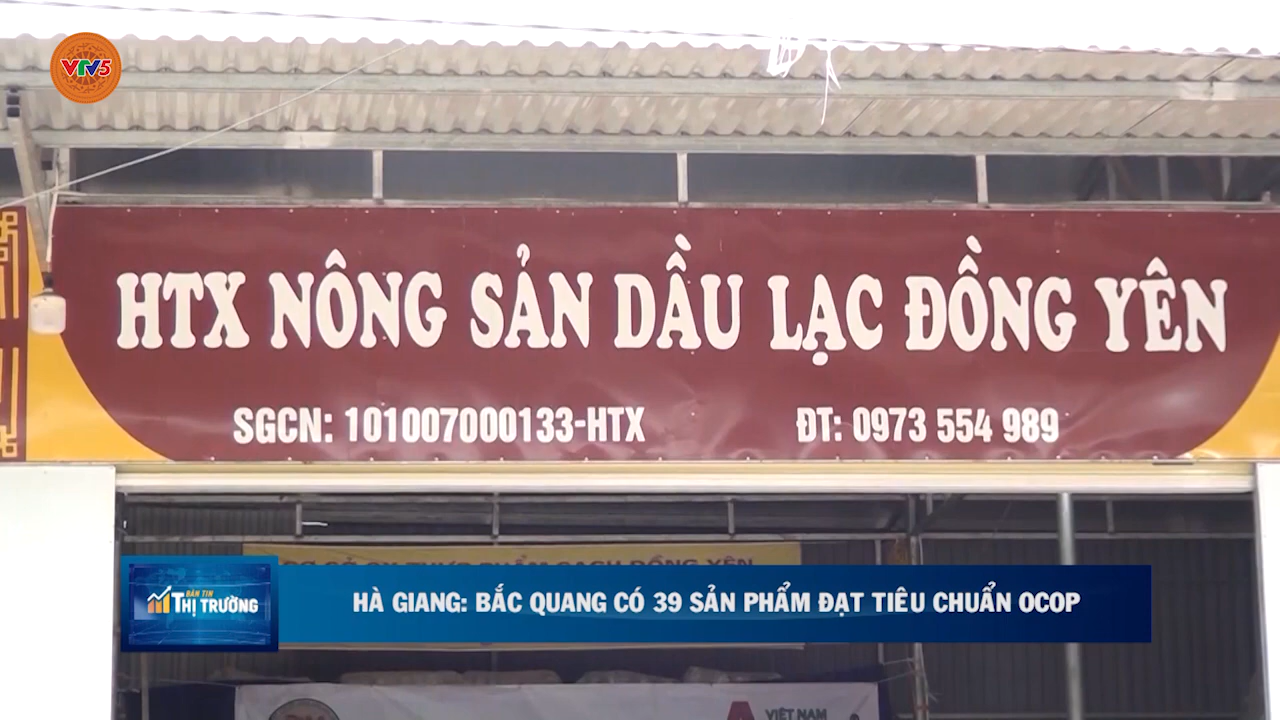 VTV5
HTX NÔNG SẢN DẦU LẠC ĐỒNG YÊN
SGCN: 101007000133-HTX
ĐT: 0973 554 989
BẢN TIN
THỊ TRƯỜNG
HÀ GIANG: BẮC QUANG CÓ 39 SẢN PHẨM ĐẠT TIÊU CHUẨN OCOP
VIỆT NAM